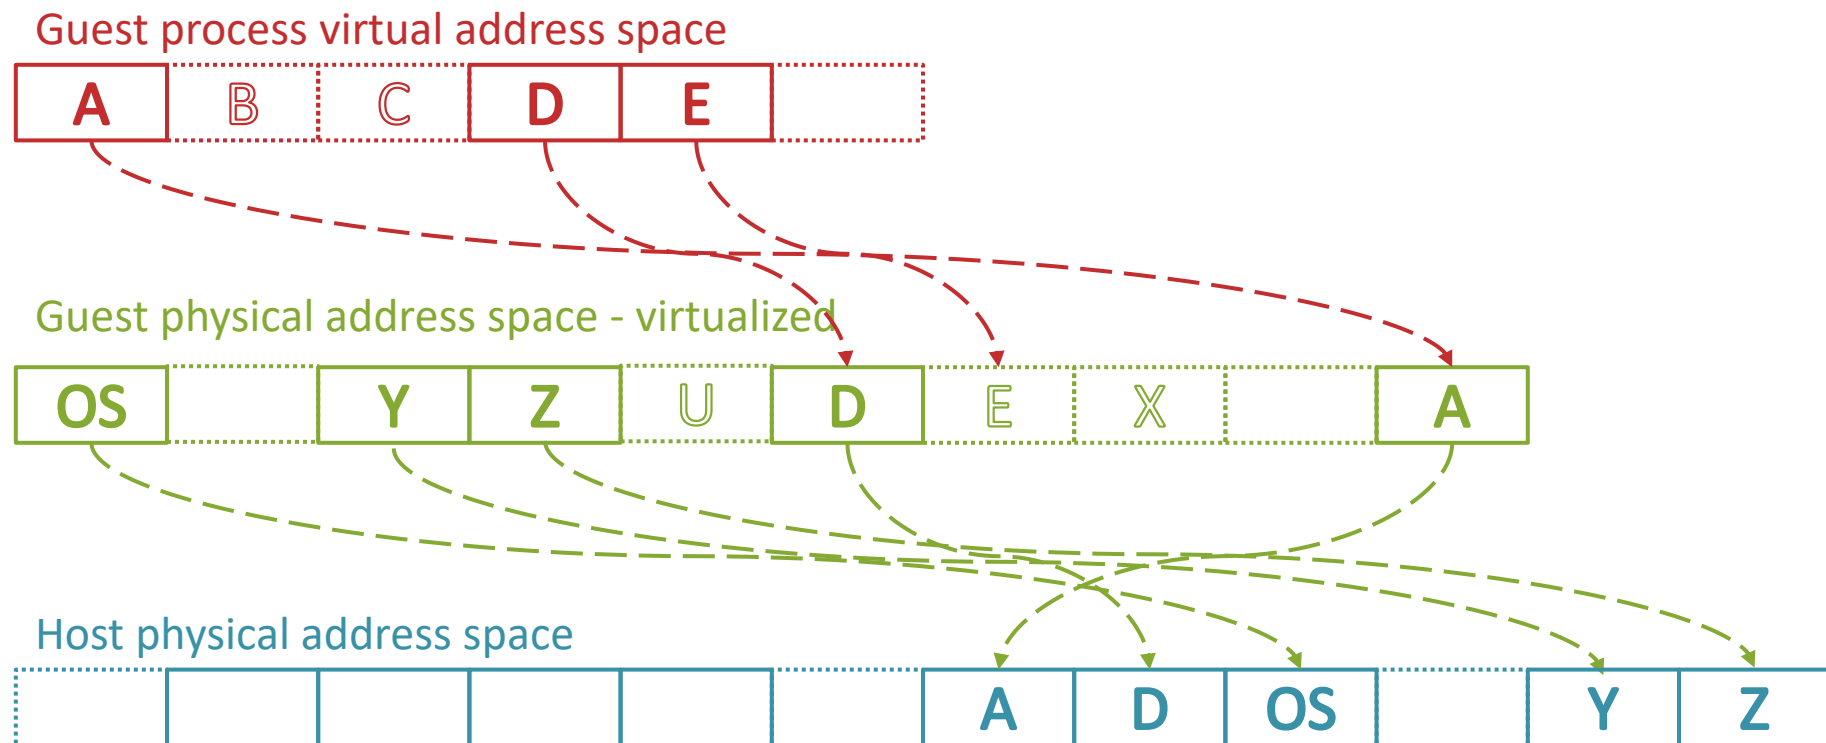 Guest process virtual address space
A B C D E
Guest physical address space - virtualized
OS Y Z U D E X A
Host physical address space
A D OS Y Z